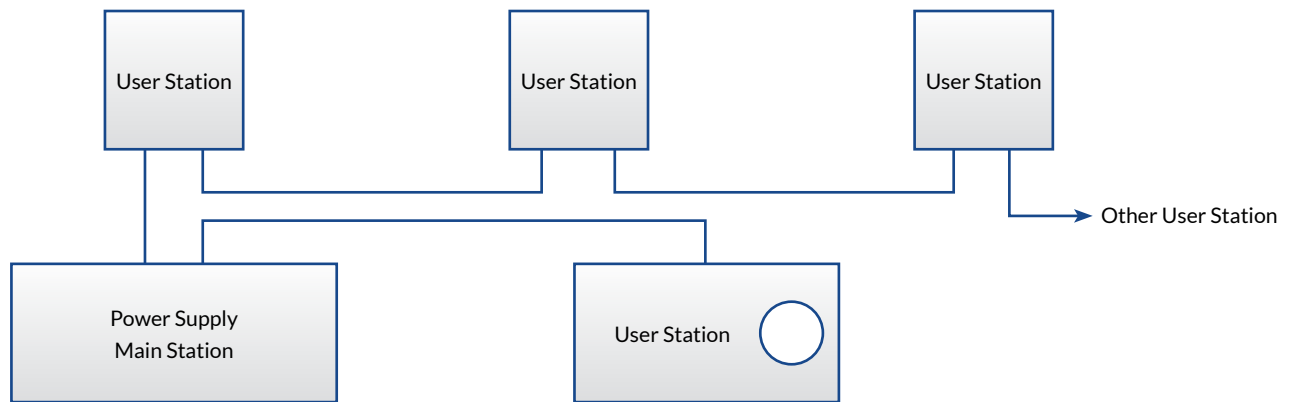 User Station
User Station
User Station
Other User Station
Power Supply
Main Station
User Station